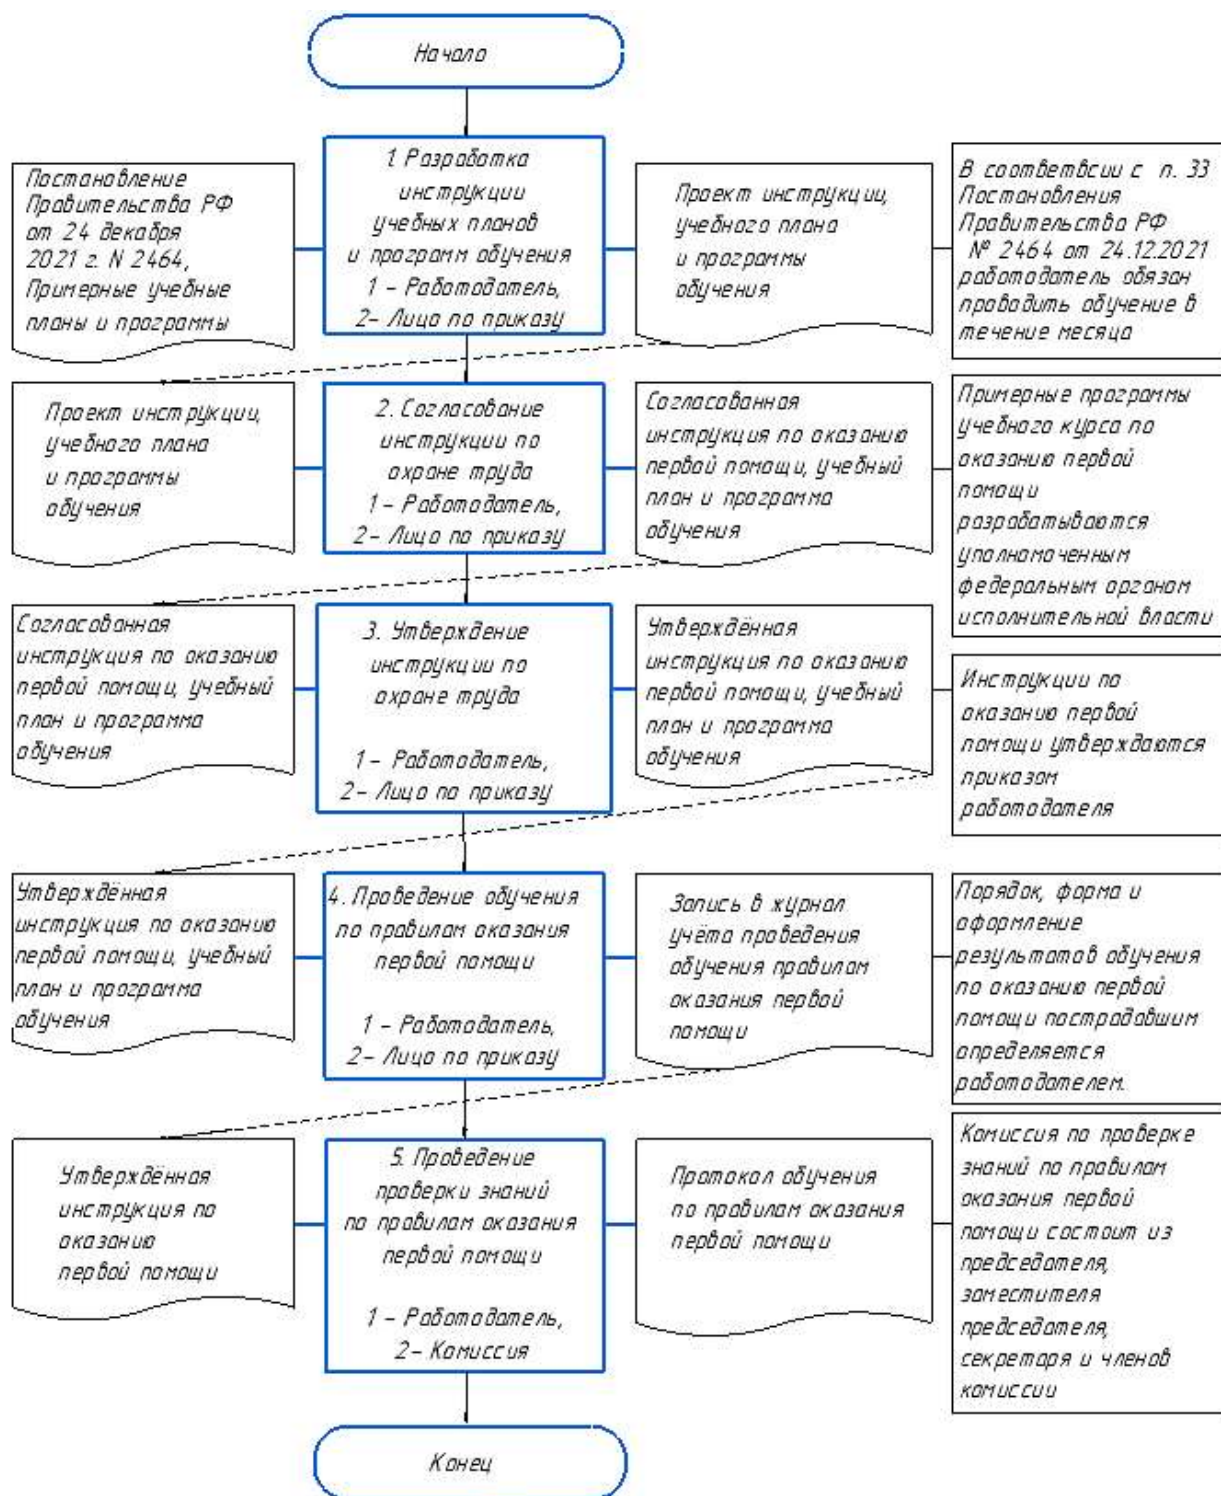 Начало
Постановление
Правительства РФ
от 24 декабря
2021 г. N 2464,
Примерные учебные
планы и программы
1. Разработка
инструкции
учебных планов
и программ обучения
1 - Работодатель,
2- Лицо по приказу
Проект инструкции,
учебного плана
и программы
обучения
В соответвсии с п. 33
Постановления
Правительства РФ
№ 2464 от 24.12.2021
работодатель обязан
проводить обучение в
течение месяца
Проект инструкции,
учебного плана
и программы
обучения
2. Согласование
инструкции по
охране труда
1 - Работодатель,
2- Лицо по приказу
Согласованная
инструкция по оказанию
первой помощи, учебный
план и программа
обучения
Примерные программы
учебного курса по
оказанию первой
помощи
разрабатываются
уполномоченным
федеральным органом
исполнительной власти
Согласованная
инструкция по оказанию
первой помощи, учебный
план и программа
обучения
3. Утверждение
инструкции по
охране труда
1 - Работодатель,
2- Лицо по приказу
Утверждённая
инструкция по оказанию
первой помощи, учебный
план и программа
обучения
Инструкции по
оказанию первой
помощи утверждаются
приказом
работодателя
Утверждённая
инструкция по оказанию
первой помощи, учебный
план и программа
обучения
4. Проведение обучения
по правилам оказания
первой помощи
1 - Работодатель,
2- Лицо по приказу
Запись в журнал
учёта проведения
обучения правилам
оказания первой
помощи
Порядок, форма и
оформление
результатов обучения
по оказанию первой
помощи пострадавшим
определяется
работодателем.
Утверждённая
инструкция по
оказанию
первой помощи
5. Проведение
проверки знаний
по правилам оказания
первой помощи
1 - Работодатель,
2- Комиссия
Протокол обучения
по правилам оказания
первой помощи
Комиссия по проверке
знаний по правилам
оказания первой
помощи состоит из
председателя,
заместителя
председателя,
секретаря и членов
комиссии
Конец